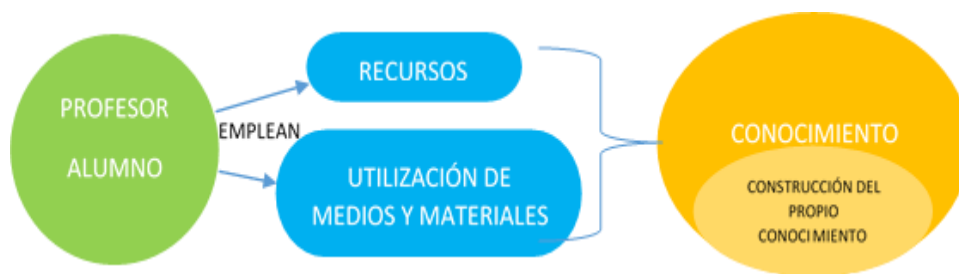 PROFESOR
ALUMNO
EMPLEAN
RECURSOS
UTILIZACIÓN DE
MEDIOS Y MATERIALES
CONOCIMIENTO
CONSTRUCCIÓN DEL
PROPIO
CONOCIMIENTO